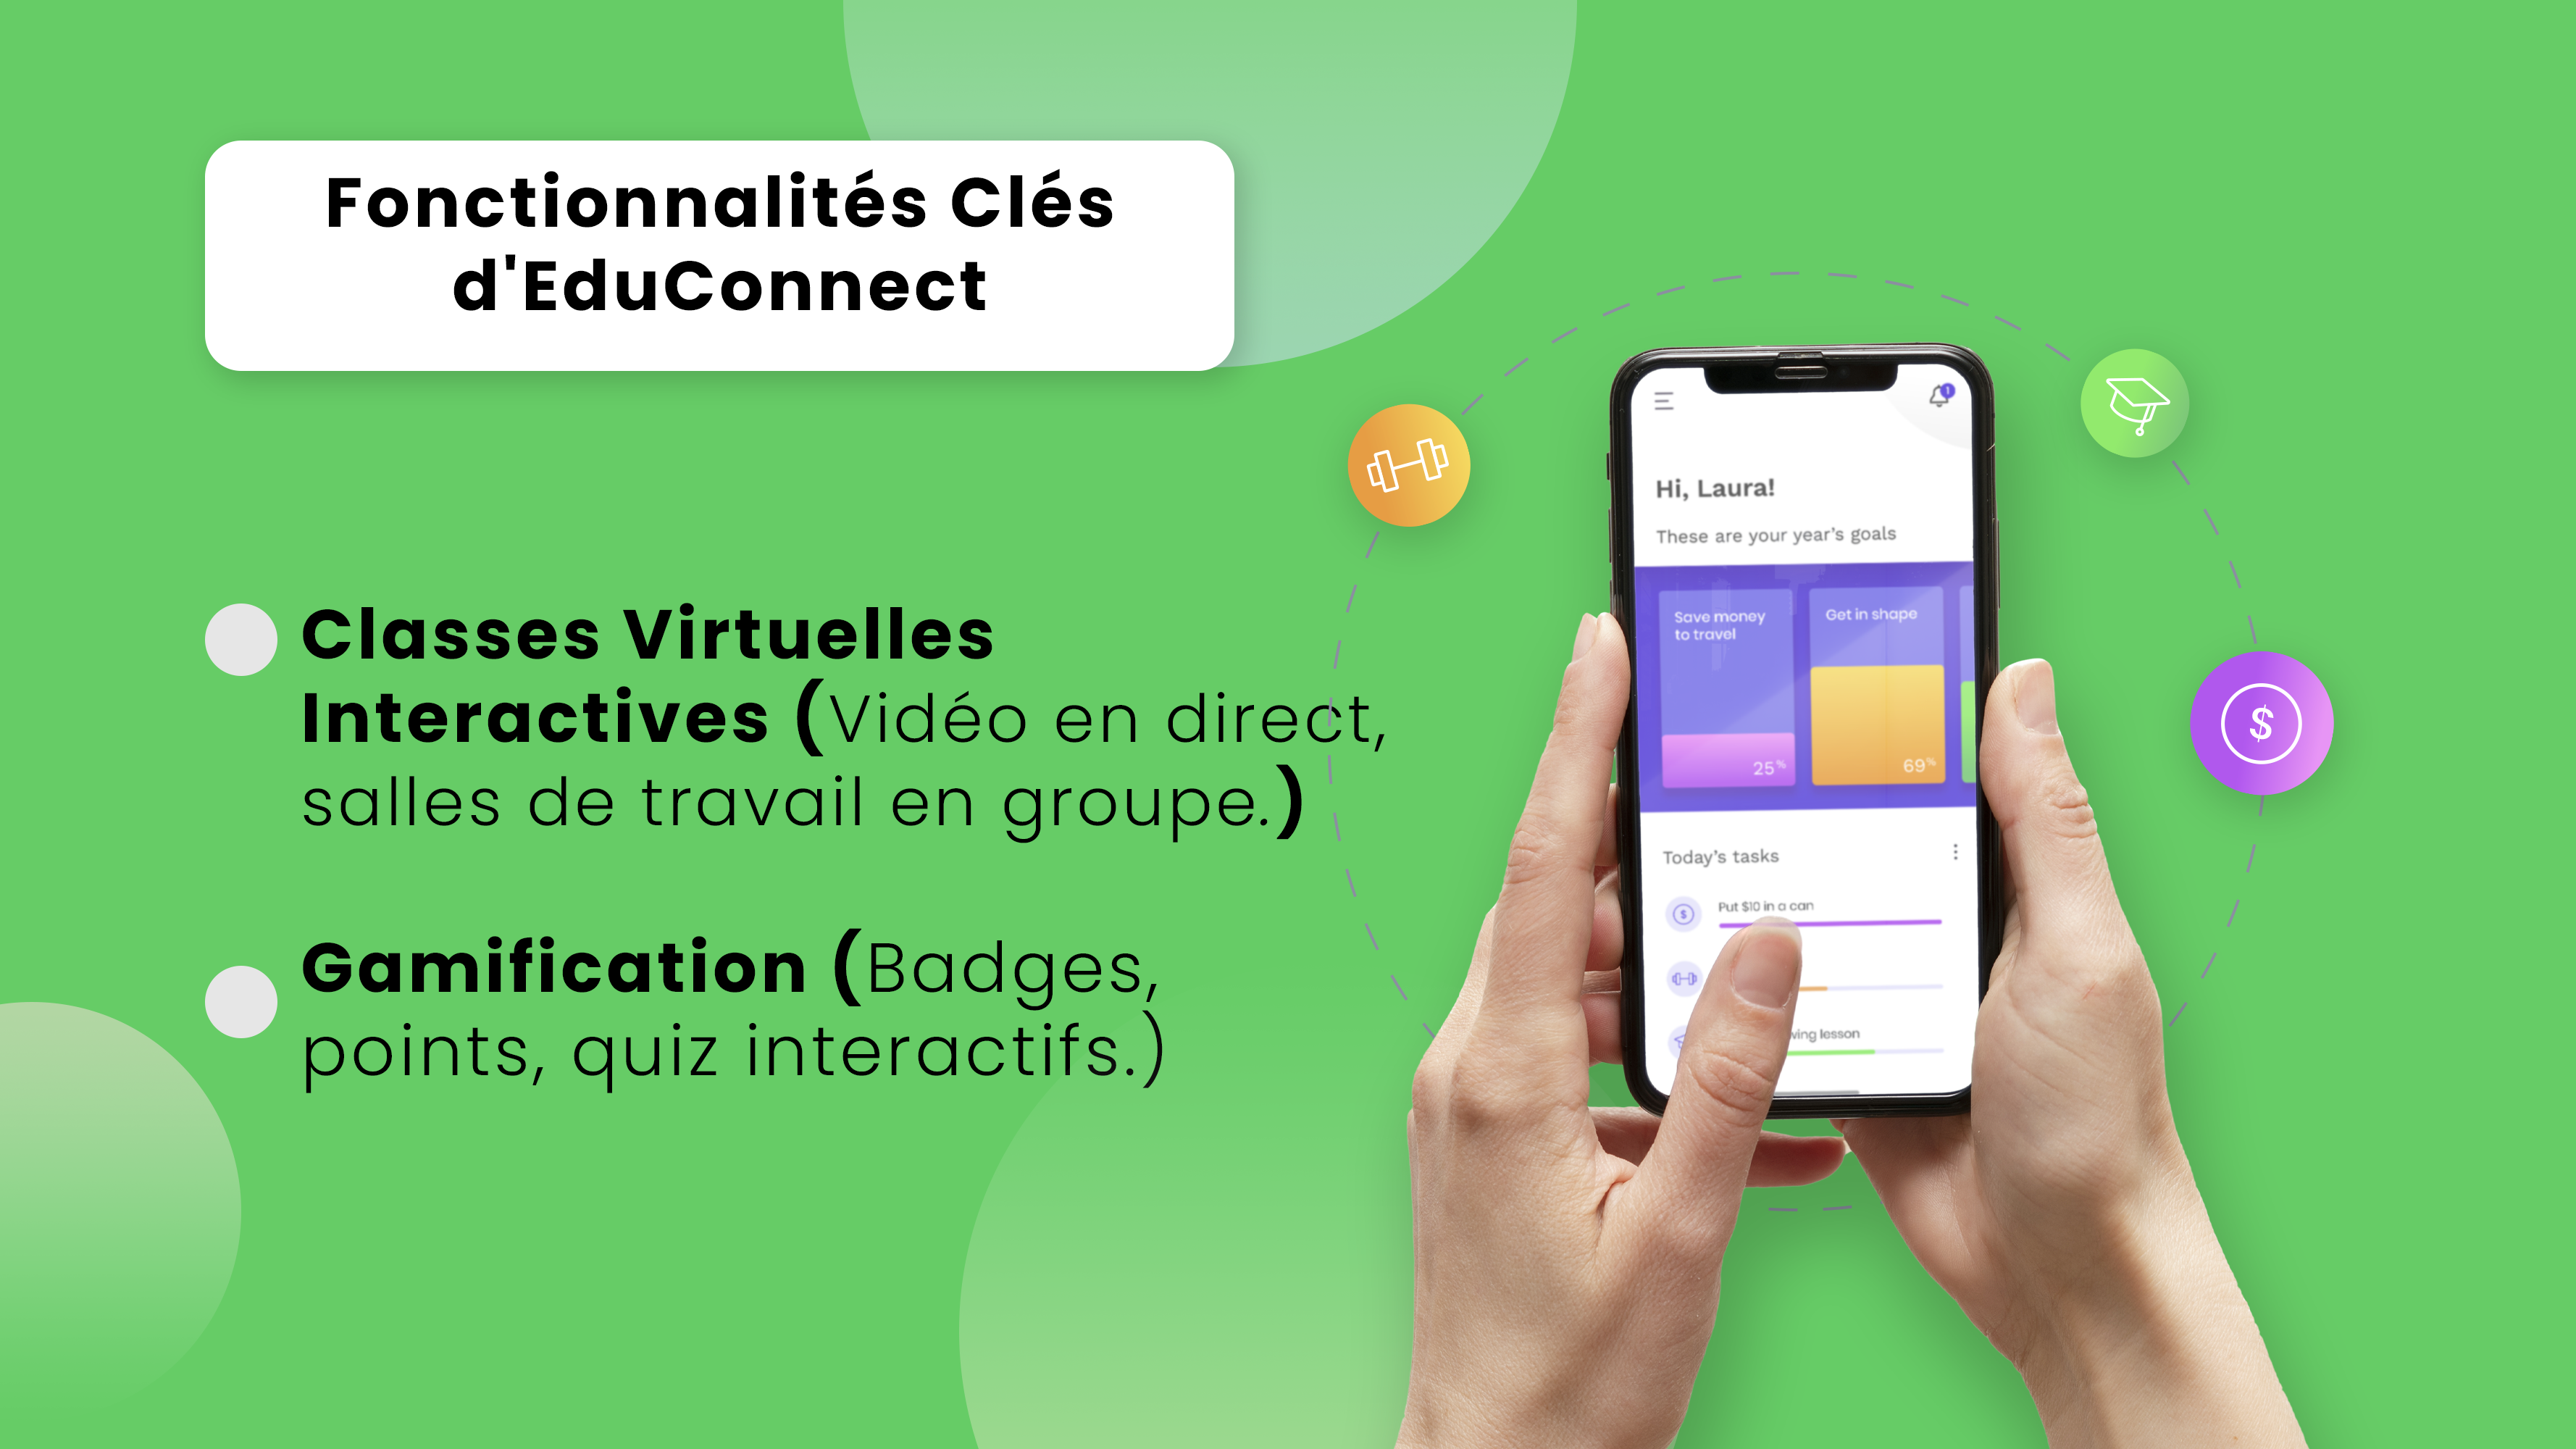 Fonctionnalités Clés
d'EduConnect
Classes Virtuelles
Interactives (Vidéo en direct,
salles de travail en groupe.)
Gamification (Badges,
points, quiz interactifs.)
1
Hi, Laura!
These are your year's goals
Save money
to travel
25%
Get in shape
69%
Today's tasks
$
Put $10 in a can
lesson
$